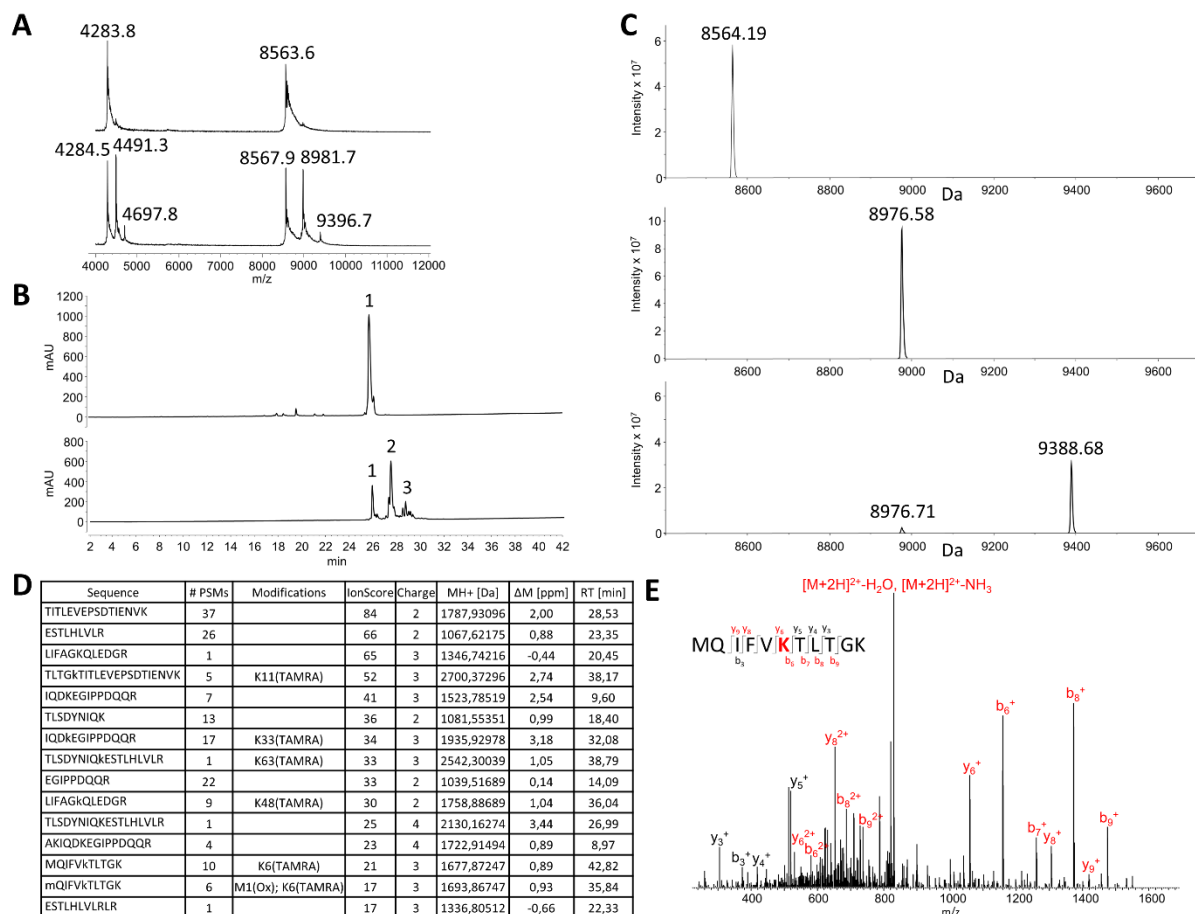 A
4283.8
8563.6
4284.5
4491.3
8567.9
8981.7
4697.8
9396.7
4000 5000 6000 7000 8000 9000 10000 11000 12000
m/z
B
1
1200
1000
800
600
400
200
0
mAU
800
600
400
200
0
mAU
1
2
3
2 4 6 8 10 12 14 16 18 20 22 24 26 28 30 32 34 36 38 40 42
min
C
8564.19
6
4
2
0
Intensity x 10⁷
8600 8800 9000 9200 9400 9600
Da
8976.58
10
8
6
4
2
0
Intensity x 10⁷
8600 8800 9000 9200 9400 9600
Da
9388.68
8976.71
6
4
2
0
Intensity x 10⁷
8600 8800 9000 9200 9400 9600
Da
D
Sequence # PSMs Modifications IonScore Charge MH+ [Da] ΔM [ppm] RT [min]
TITLEVEPSDTIENVK 37 84 2 1787,93096 2,00 28,53
ESTLHLVLR 26 66 2 1067,62175 0,88 23,35
LIFAGKQLEDGR 1 65 3 1346,74216 -0,44 20,45
TLTGkTITLEVEPSDTIENVK 5 K11(TAMRA) 52 3 2700,37296 2,74 38,17
IQDKEGIPPDQQR 7 41 3 1523,78519 2,54 9,60
TLSDYNIQK 13 36 2 1081,55351 0,99 18,40
IQDkEGIPPDQQR 17 K33(TAMRA) 34 3 1935,92978 3,18 32,08
TLSDYNIQkESTLHLVLR 1 K63(TAMRA) 33 3 2542,30039 1,05 38,79
EGIPPDQQR 22 33 2 1039,51689 0,14 14,09
LIFAGkQLEDGR 9 K48(TAMRA) 30 2 1758,88689 1,04 36,04
TLSDYNIQKESTLHLVLR 1 25 4 2130,16274 3,44 26,99
AKIQDKEGIPPDQQR 4 23 4 1722,91494 0,89 8,97
MQIFVkTLTGK 10 K6(TAMRA) 21 3 1677,87247 0,89 42,82
mQIFVkTLTGK 6 M1(Ox); K6(TAMRA) 17 3 1693,86747 0,93 35,84
ESTLHLVLRLR 1 17 3 1336,80512 -0,66 22,33
E
[M+2H]²⁺-H₂O, [M+2H]²⁺-NH₃
y₉ y₈ y₆ y₅ y₄ y₃
MQIFVKTLTGK
b₃ b₆ b₇ b₈ b₉
y₃⁺
b₃⁺
y₄⁺
y₅⁺
y₆²⁺
b₆²⁺
y₈²⁺
b₈²⁺
b₉²⁺
y₆⁺
b₆⁺
b₇⁺
y₈⁺
b₈⁺
y₉⁺
b₉⁺
400 600 800 1000 1200 1400 1600
m/z